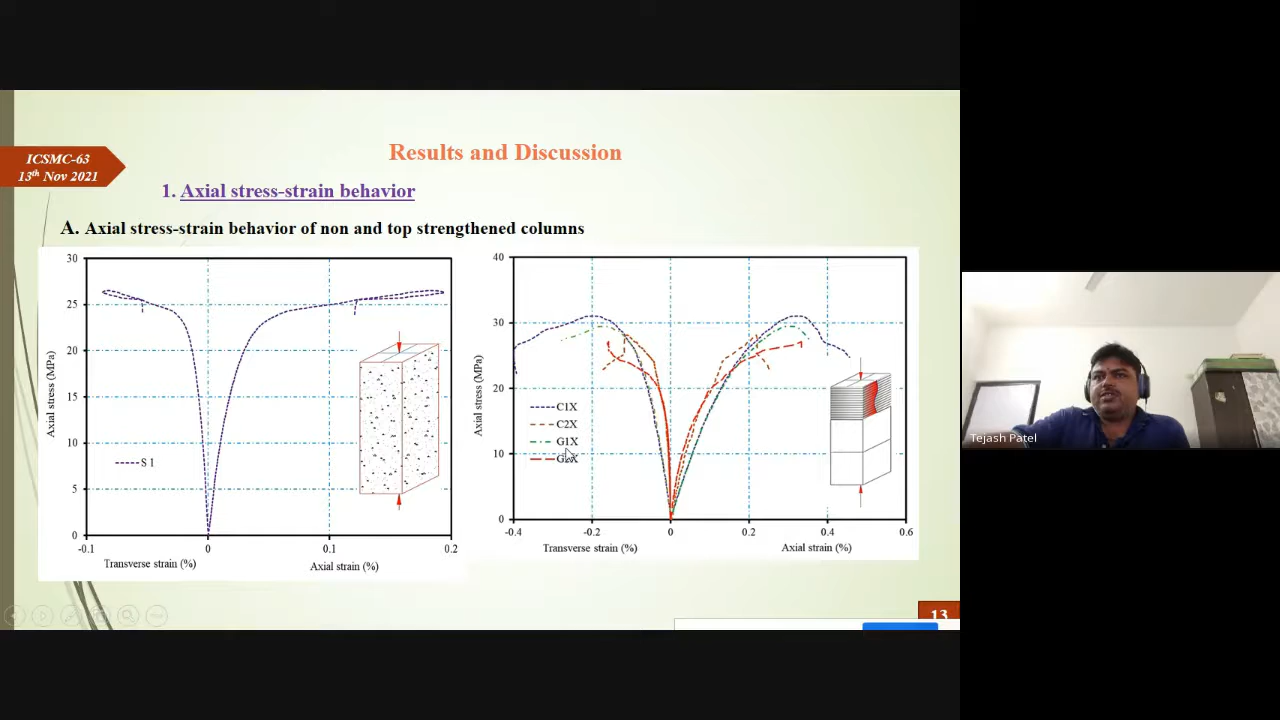 Results and Discussion
ICSMC-63
13th Nov 2021
1. Axial stress-strain behavior
A. Axial stress-strain behavior of non and top strengthened columns
30
25
20
15
10
5
0
Axial stress (MPa)
S 1
-0.1
0
0.1
0.2
Transverse strain (%)
Axial strain (%)
40
30
20
10
0
Axial stress (MPa)
C1X
C2X
G1X
-0.4
-0.2
0
0.2
0.4
0.6
Transverse strain (%)
Axial strain (%)
13
Tejash Patel